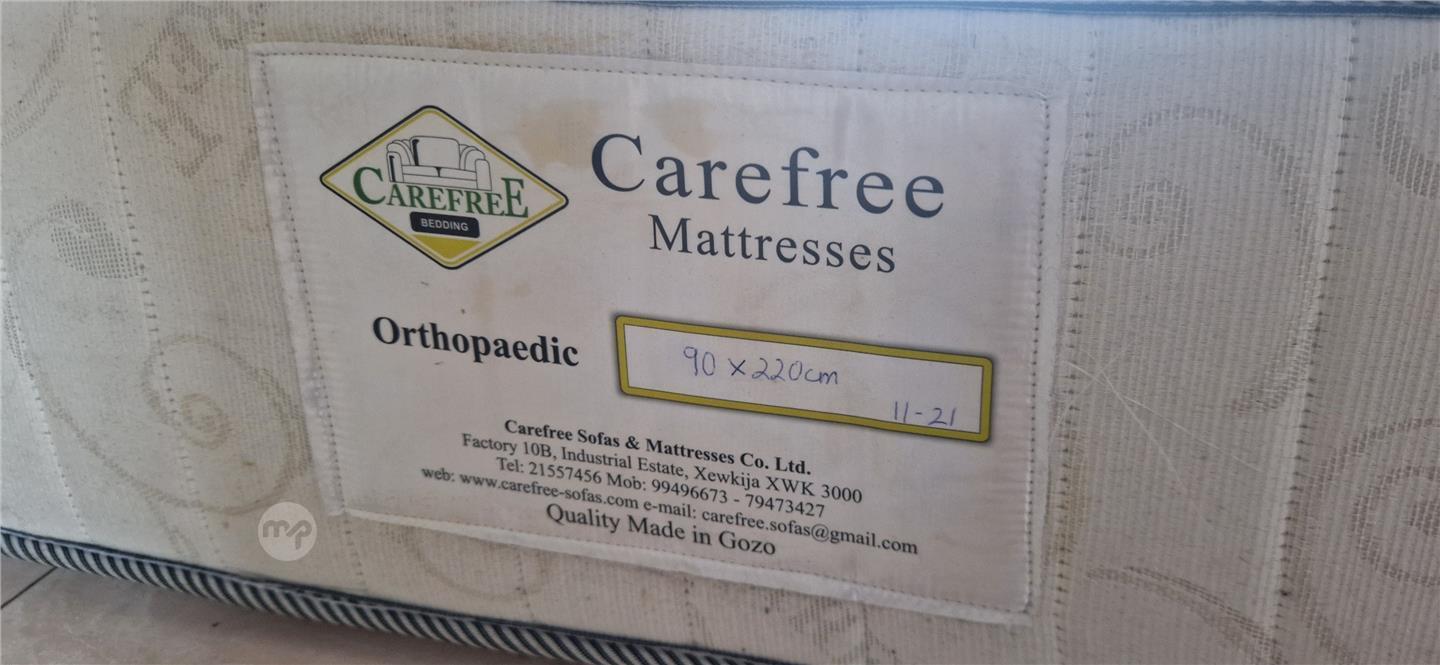 CAREFREE
BEDDING
Carefree
Mattresses
Orthopaedic
90 x 220cm
11-21
Carefree Sofas & Mattresses Co. Ltd.
Factory 10B, Industrial Estate, Xewkija XWK 3000
Tel: 21557456 Mob: 99496673 - 79473427
web: www.carefree-sofas.com e-mail: carefree.sofas@gmail.com
Quality Made in Gozo
mp